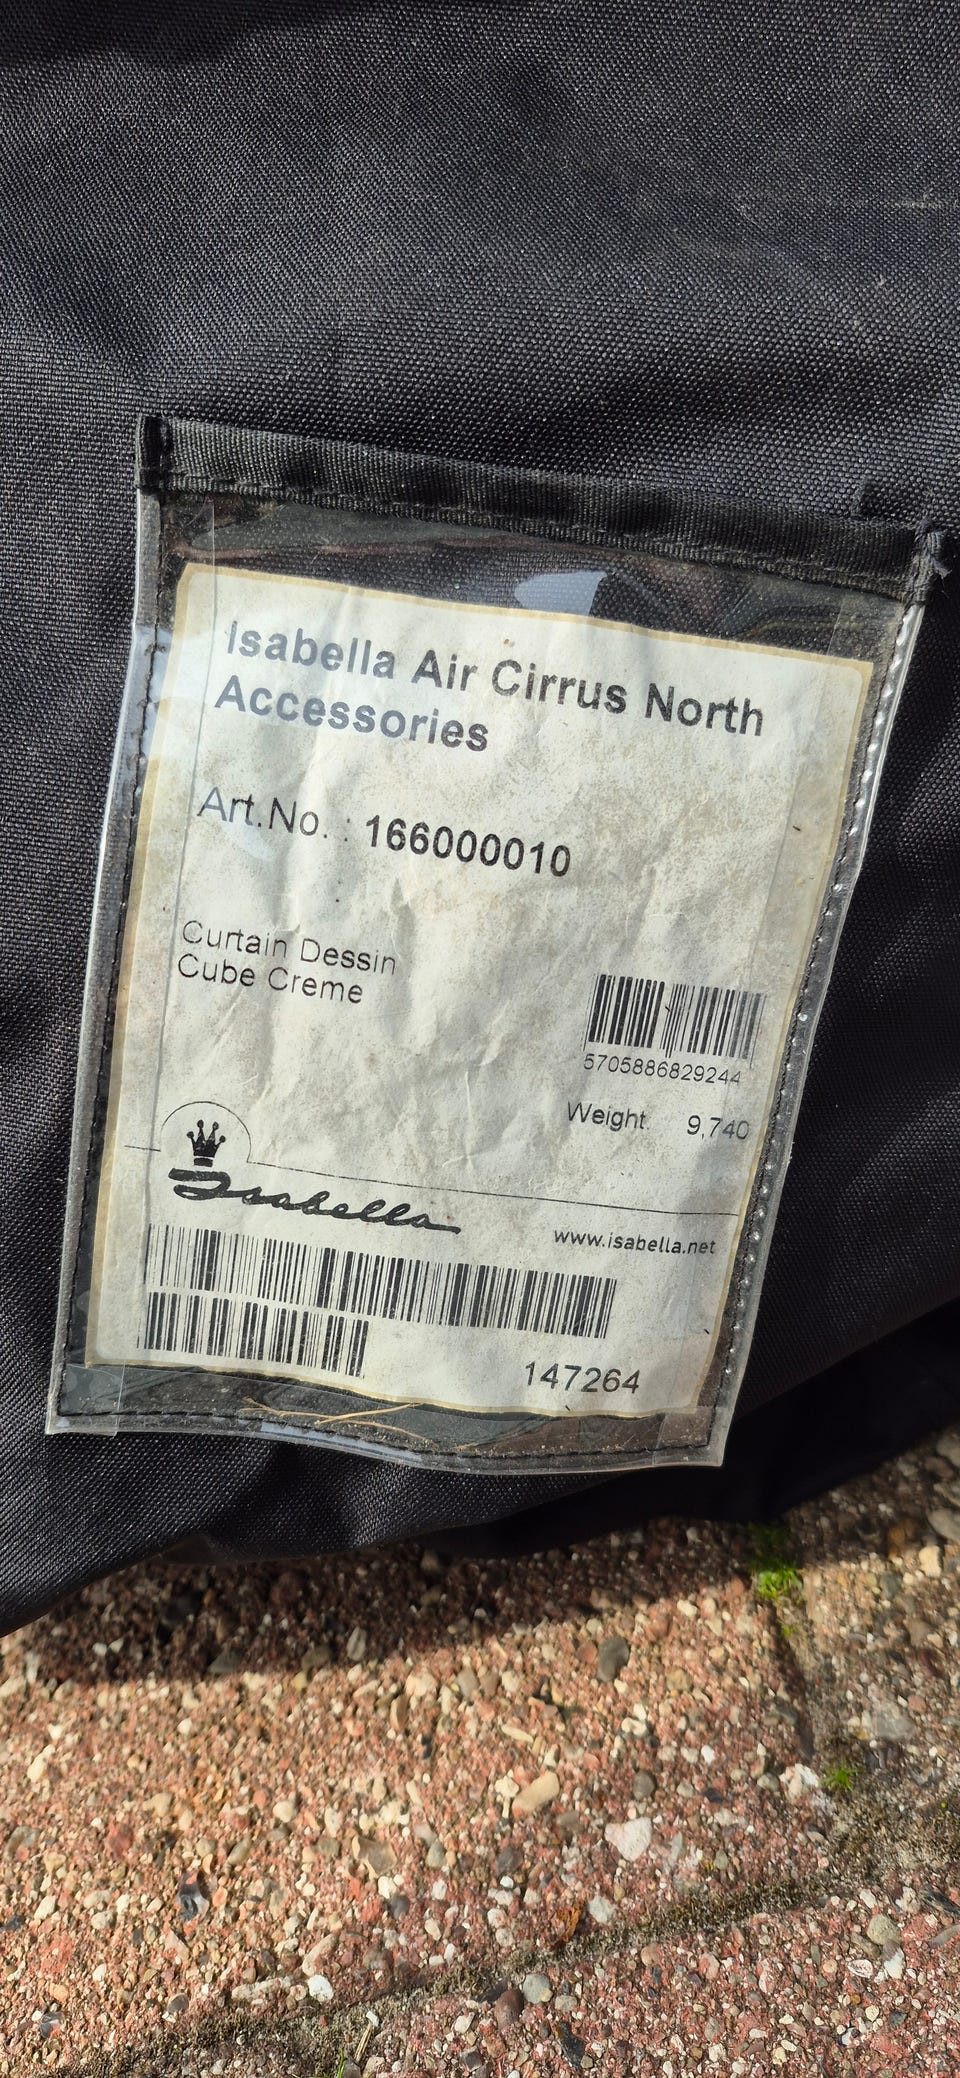 Isabella Air Cirrus North
Accessories
Art.No. : 166000010
Curtain Dessin
Cube Creme
5705886829244
Weight. 9,740
Isabella
www.isabella.net
147264